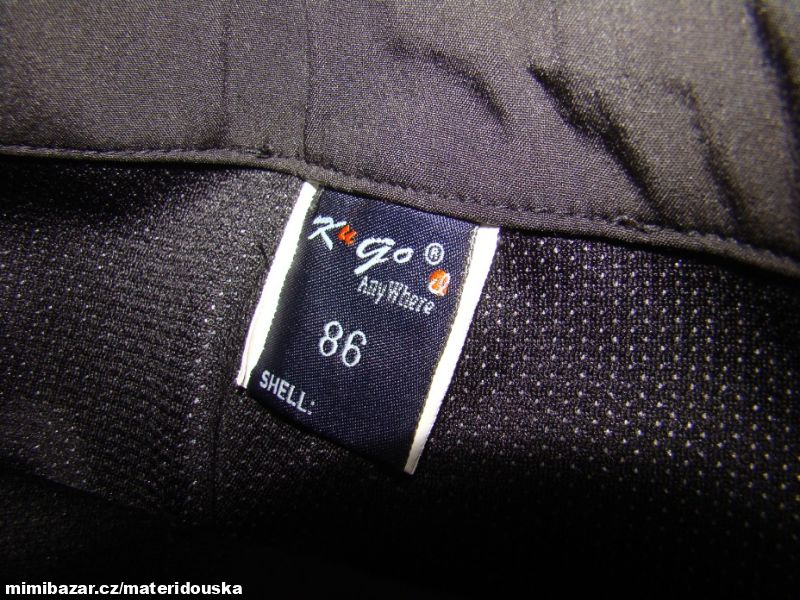 KuGo®
AnyWhere
86
SHELL:
mimibazar.cz/materidouska